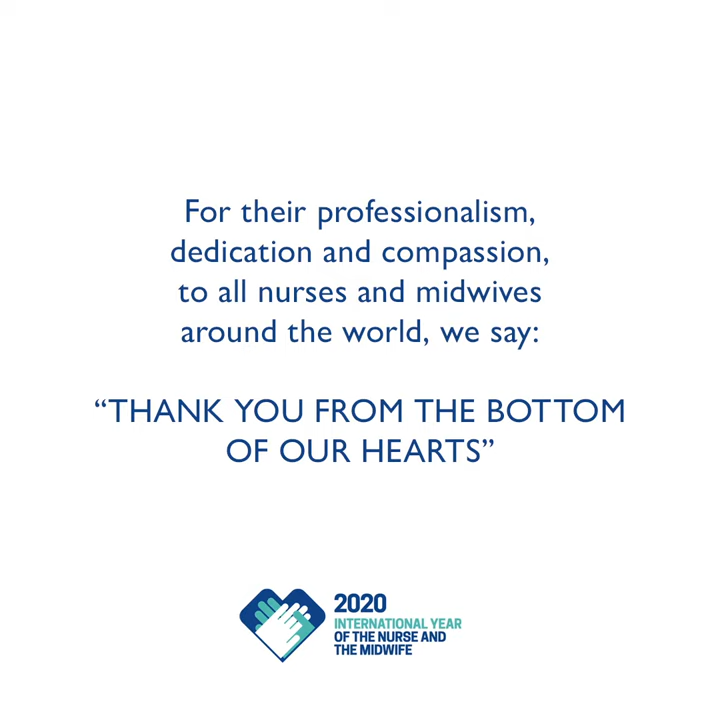 For their professionalism,
dedication and compassion,
to all nurses and midwives
around the world, we say:
“THANK YOU FROM THE BOTTOM
OF OUR HEARTS”
2020
INTERNATIONAL YEAR
OF THE NURSE AND
THE MIDWIFE